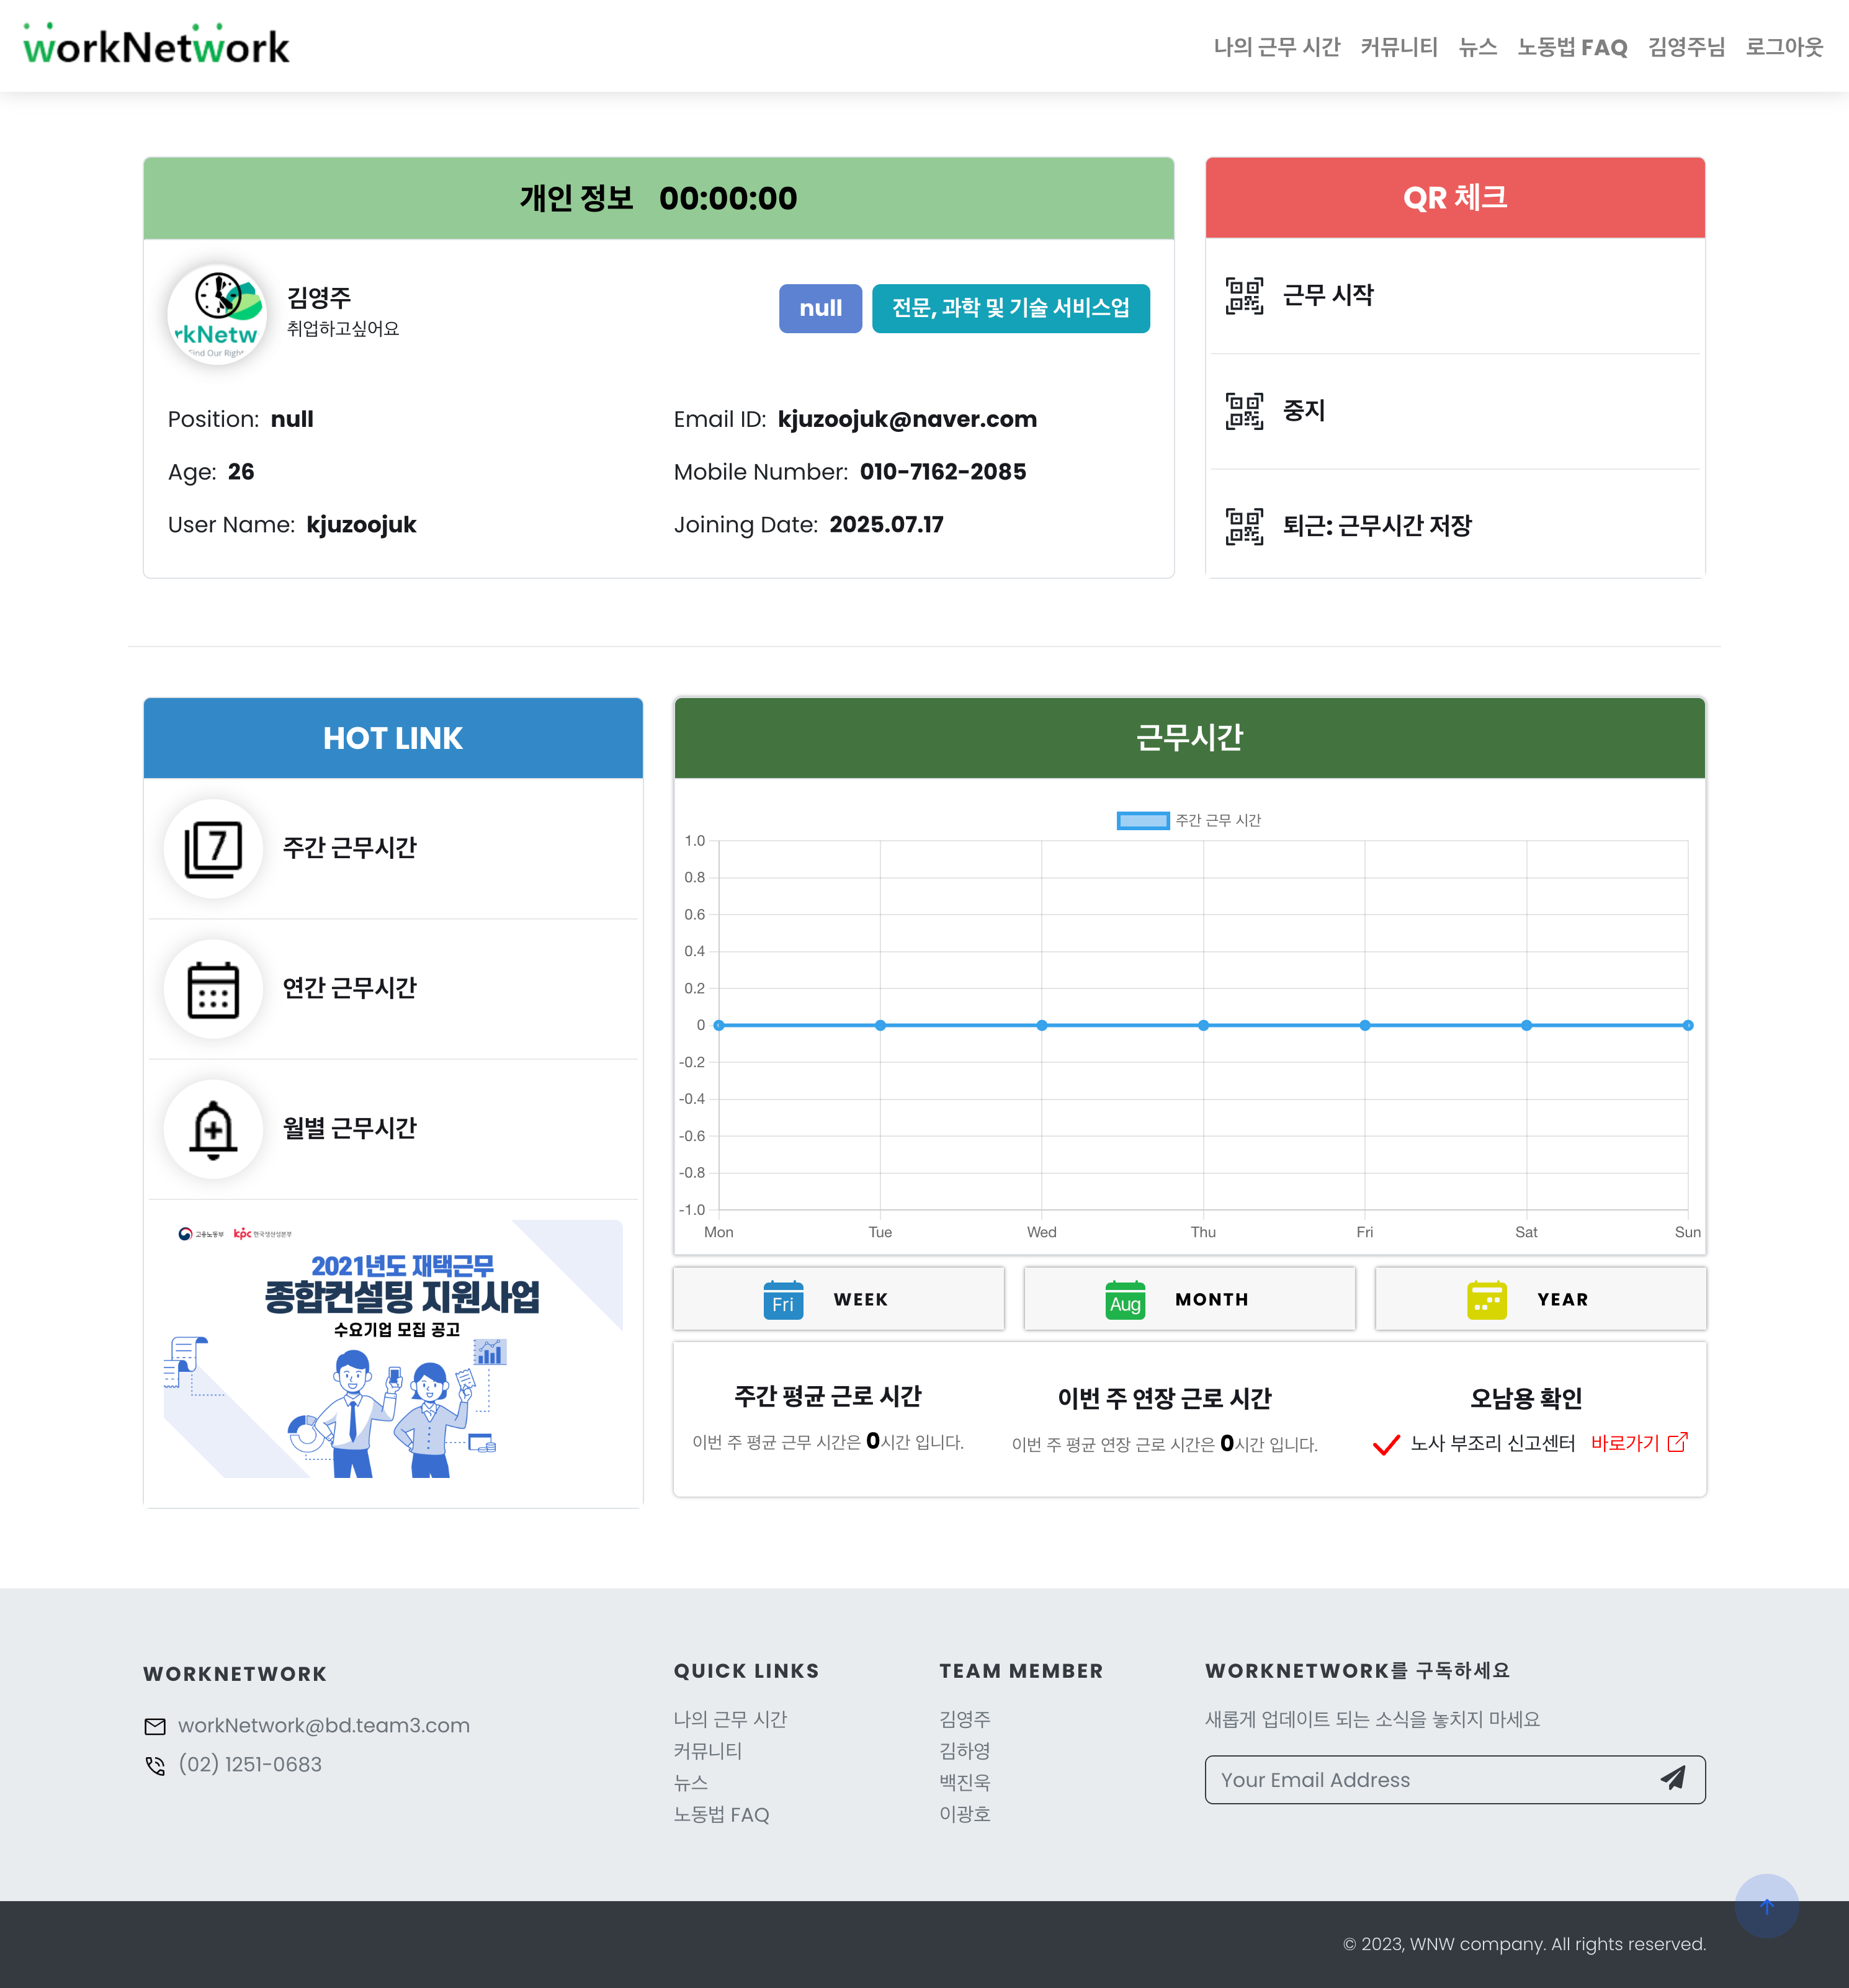 workNetwork
나의 근무 시간 커뮤니티 뉴스 노동법 FAQ 김영주님 로그아웃
개인 정보 00:00:00
rkNetw
Find Our Right
김영주
취업하고싶어요
null
전문, 과학 및 기술 서비스업
Position: null
Email ID: kjuzoojuk@naver.com
Age: 26
Mobile Number: 010-7162-2085
User Name: kjuzoojuk
Joining Date: 2025.07.17
QR 체크
근무 시작
중지
퇴근: 근무시간 저장
HOT LINK
7
주간 근무시간
연간 근무시간
월별 근무시간
고용노동부 kpc 한국생산성본부
2021년도 재택근무
종합컨설팅 지원사업
수요기업 모집 공고
근무시간
주간 근무 시간
1.0
0.8
0.6
0.4
0.2
0
-0.2
-0.4
-0.6
-0.8
-1.0
Mon Tue Wed Thu Fri Sat Sun
Fri WEEK
Aug MONTH
YEAR
주간 평균 근로 시간
이번 주 평균 근무 시간은 0시간 입니다.
이번 주 연장 근로 시간
이번 주 평균 연장 근로 시간은 0시간 입니다.
오남용 확인
노사 부조리 신고센터 바로가기
WORKNETWORK
workNetwork@bd.team3.com
(02) 1251-0683
QUICK LINKS
나의 근무 시간
커뮤니티
뉴스
노동법 FAQ
TEAM MEMBER
김영주
김하영
백진욱
이광호
WORKNETWORK를 구독하세요
새롭게 업데이트 되는 소식을 놓치지 마세요
Your Email Address
© 2023, WNW company. All rights reserved.